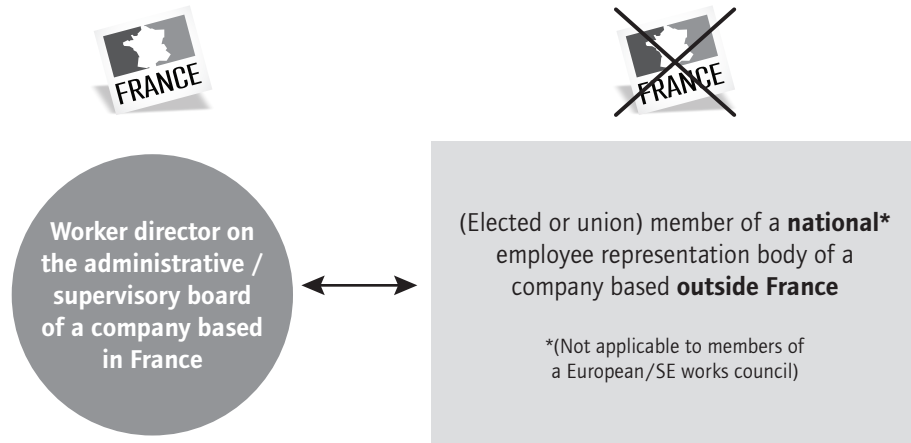 FRANCE
FRANCE
Worker director on
the administrative /
supervisory board
of a company based
in France
(Elected or union) member of a national*
employee representation body of a
company based outside France
*(Not applicable to members of
a European/SE works council)